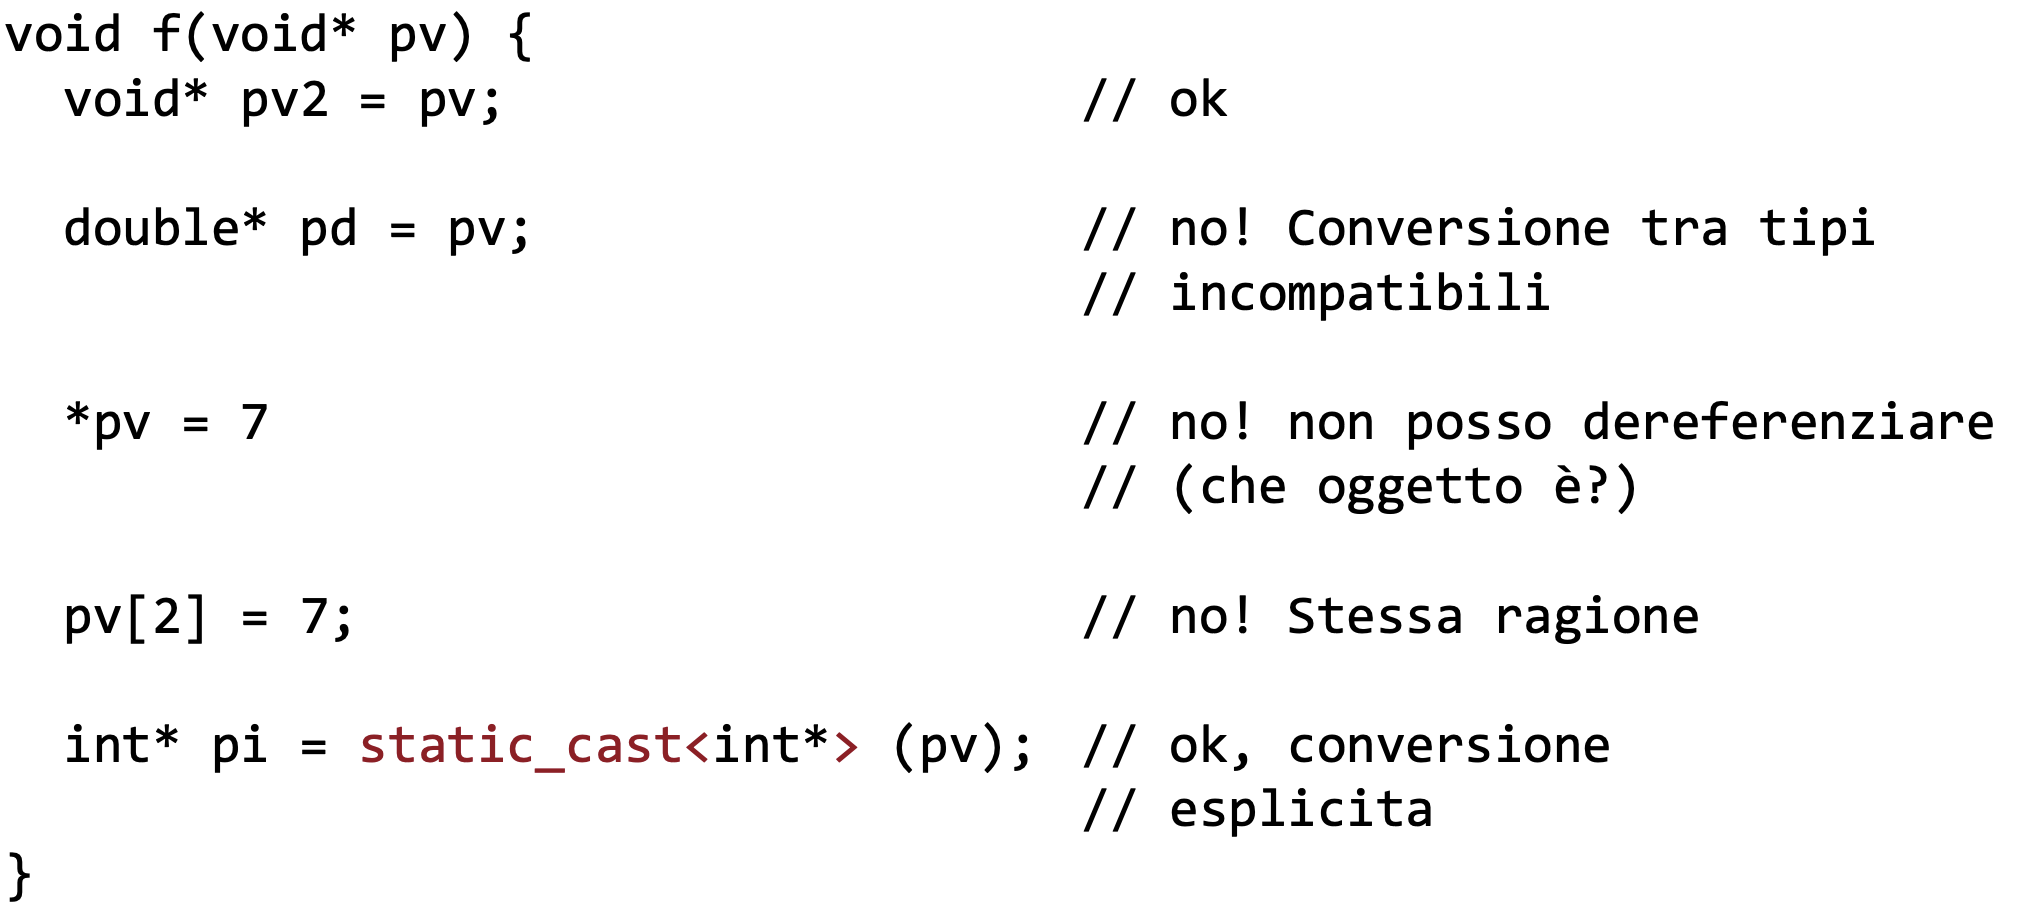 void f(void* pv) {
  void* pv2 = pv;                    // ok
  double* pd = pv;                   // no! Conversione tra tipi
                                     // incompatibili
  *pv = 7                            // no! non posso dereferenziare
                                     // (che oggetto è?)
  pv[2] = 7;                         // no! Stessa ragione
  int* pi = static_cast<int*> (pv);  // ok, conversione
                                     // esplicita
}